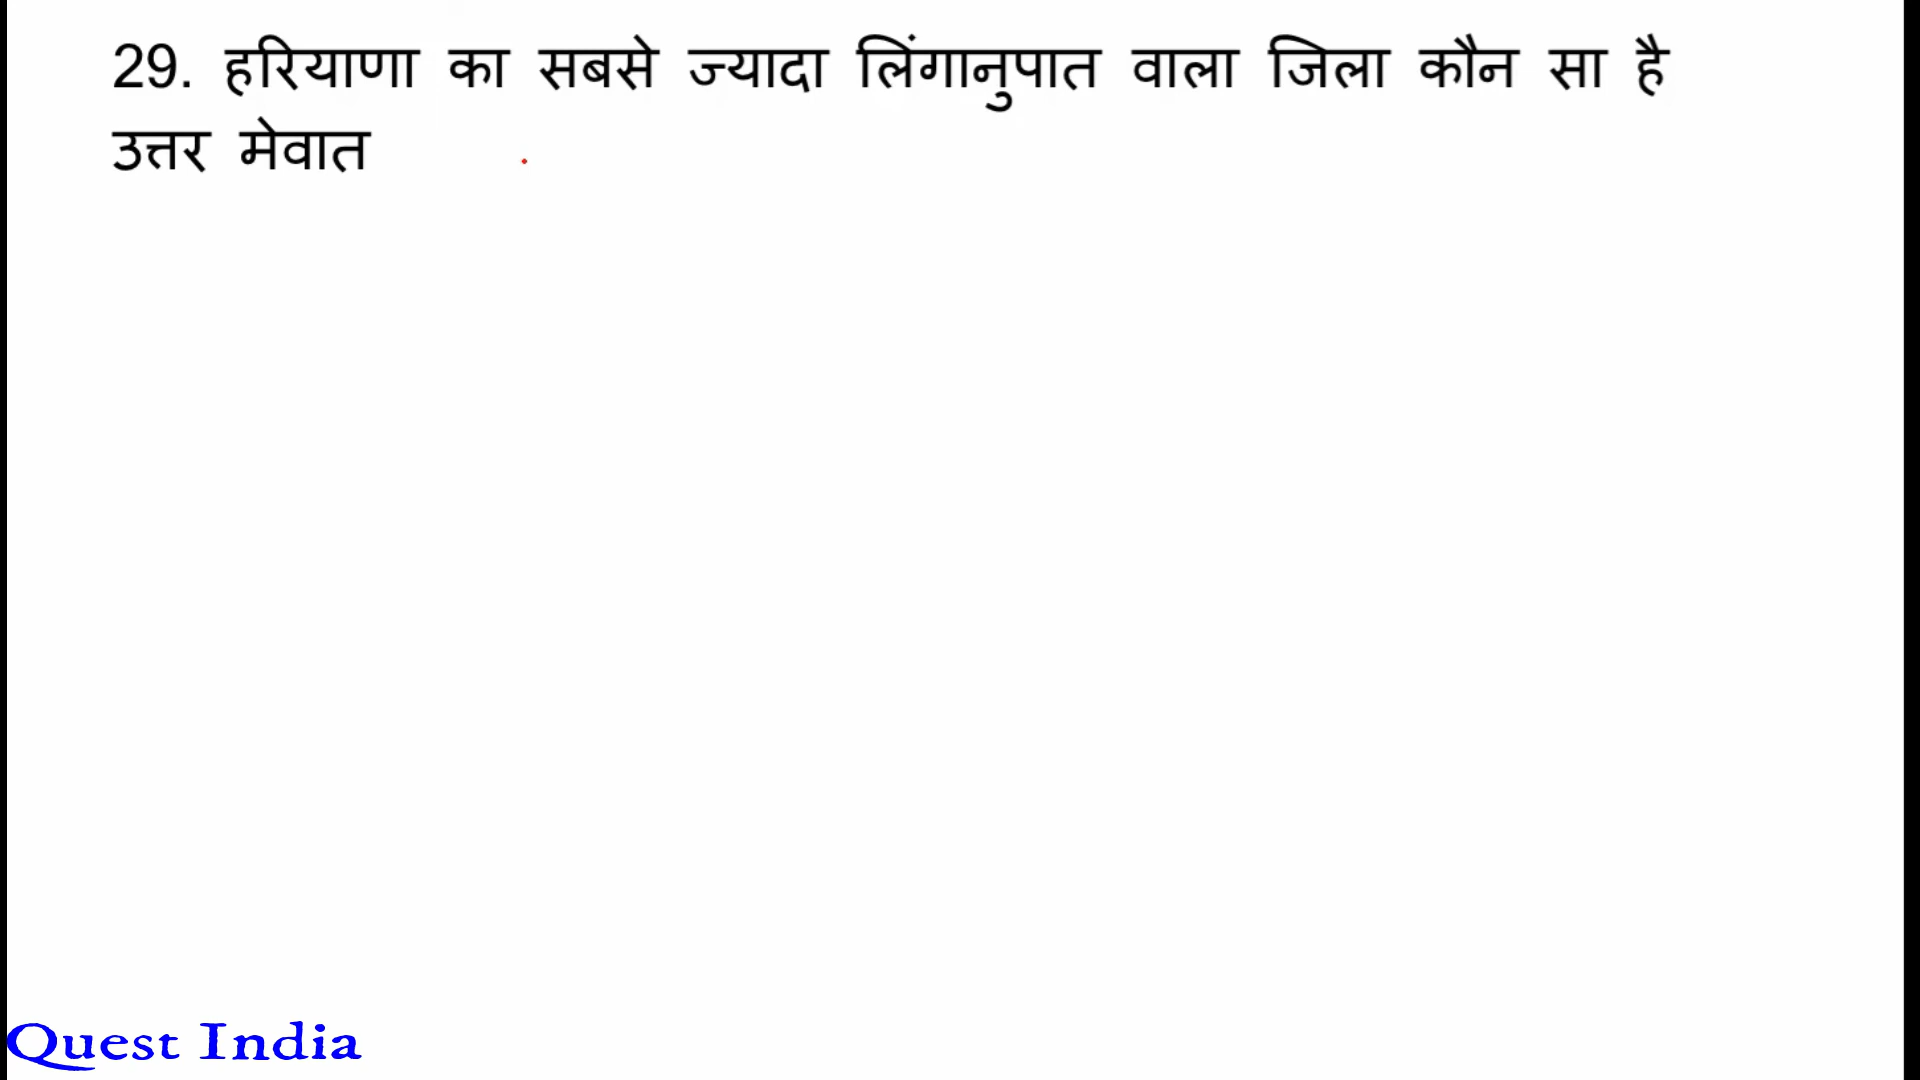 29. हरियाणा का सबसे ज्यादा लिंगानुपात वाला जिला कौन सा है
उत्तर मेवात
Quest India